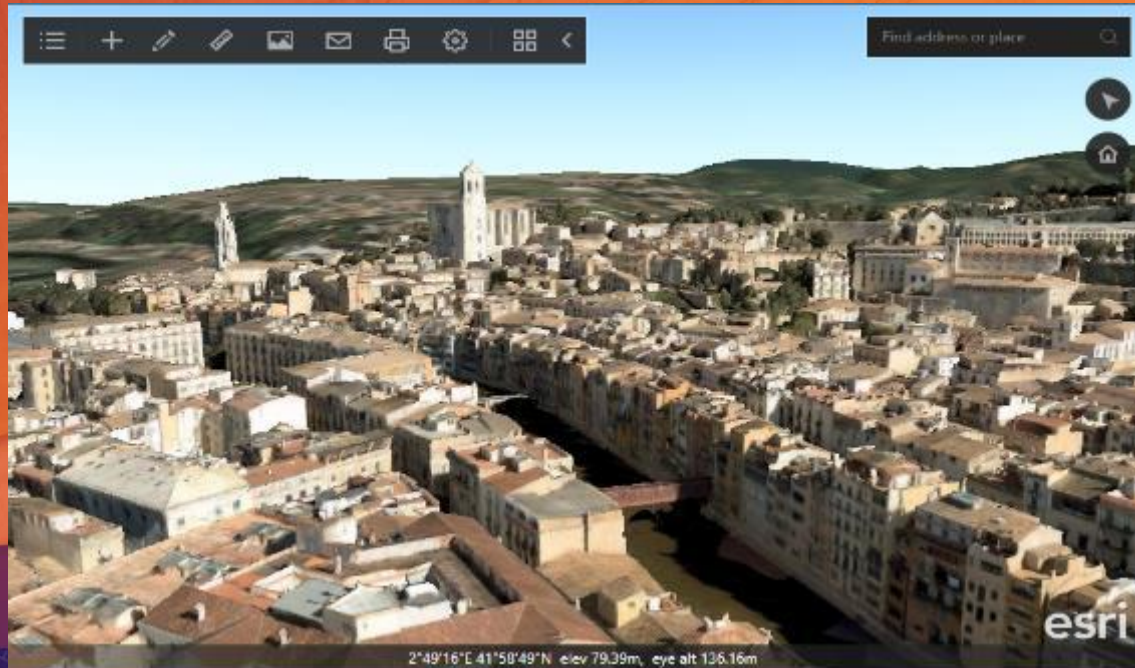 Find address or place
esri
2°49'16"E 41°58'49"N elev 79.39m, eye alt 136.16m